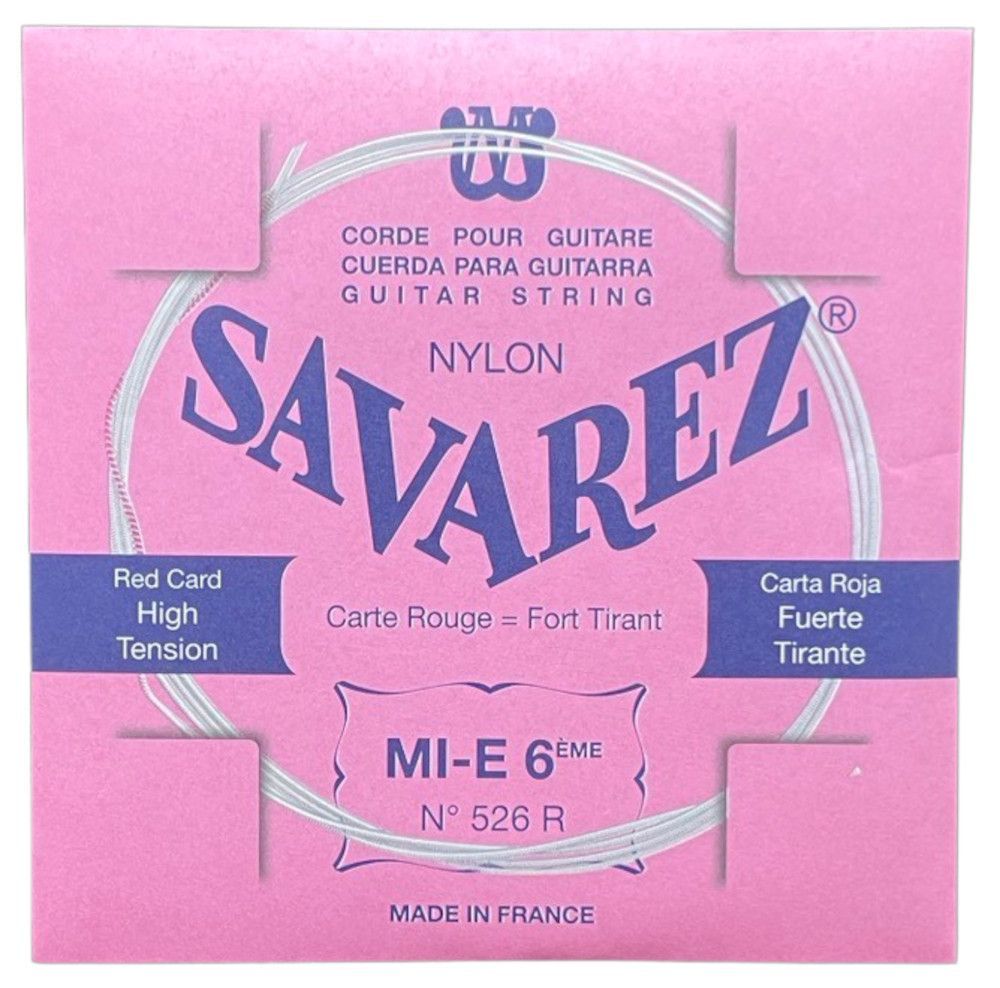 CORDE POUR GUITARE
CUERDA PARA GUITARRA
GUITAR STRING
NYLON
SAVAREZ®
Red Card
High
Tension
Carte Rouge = Fort Tirant
Carta Roja
Fuerte
Tirante
MI-E 6ÈME
N° 526 R
MADE IN FRANCE